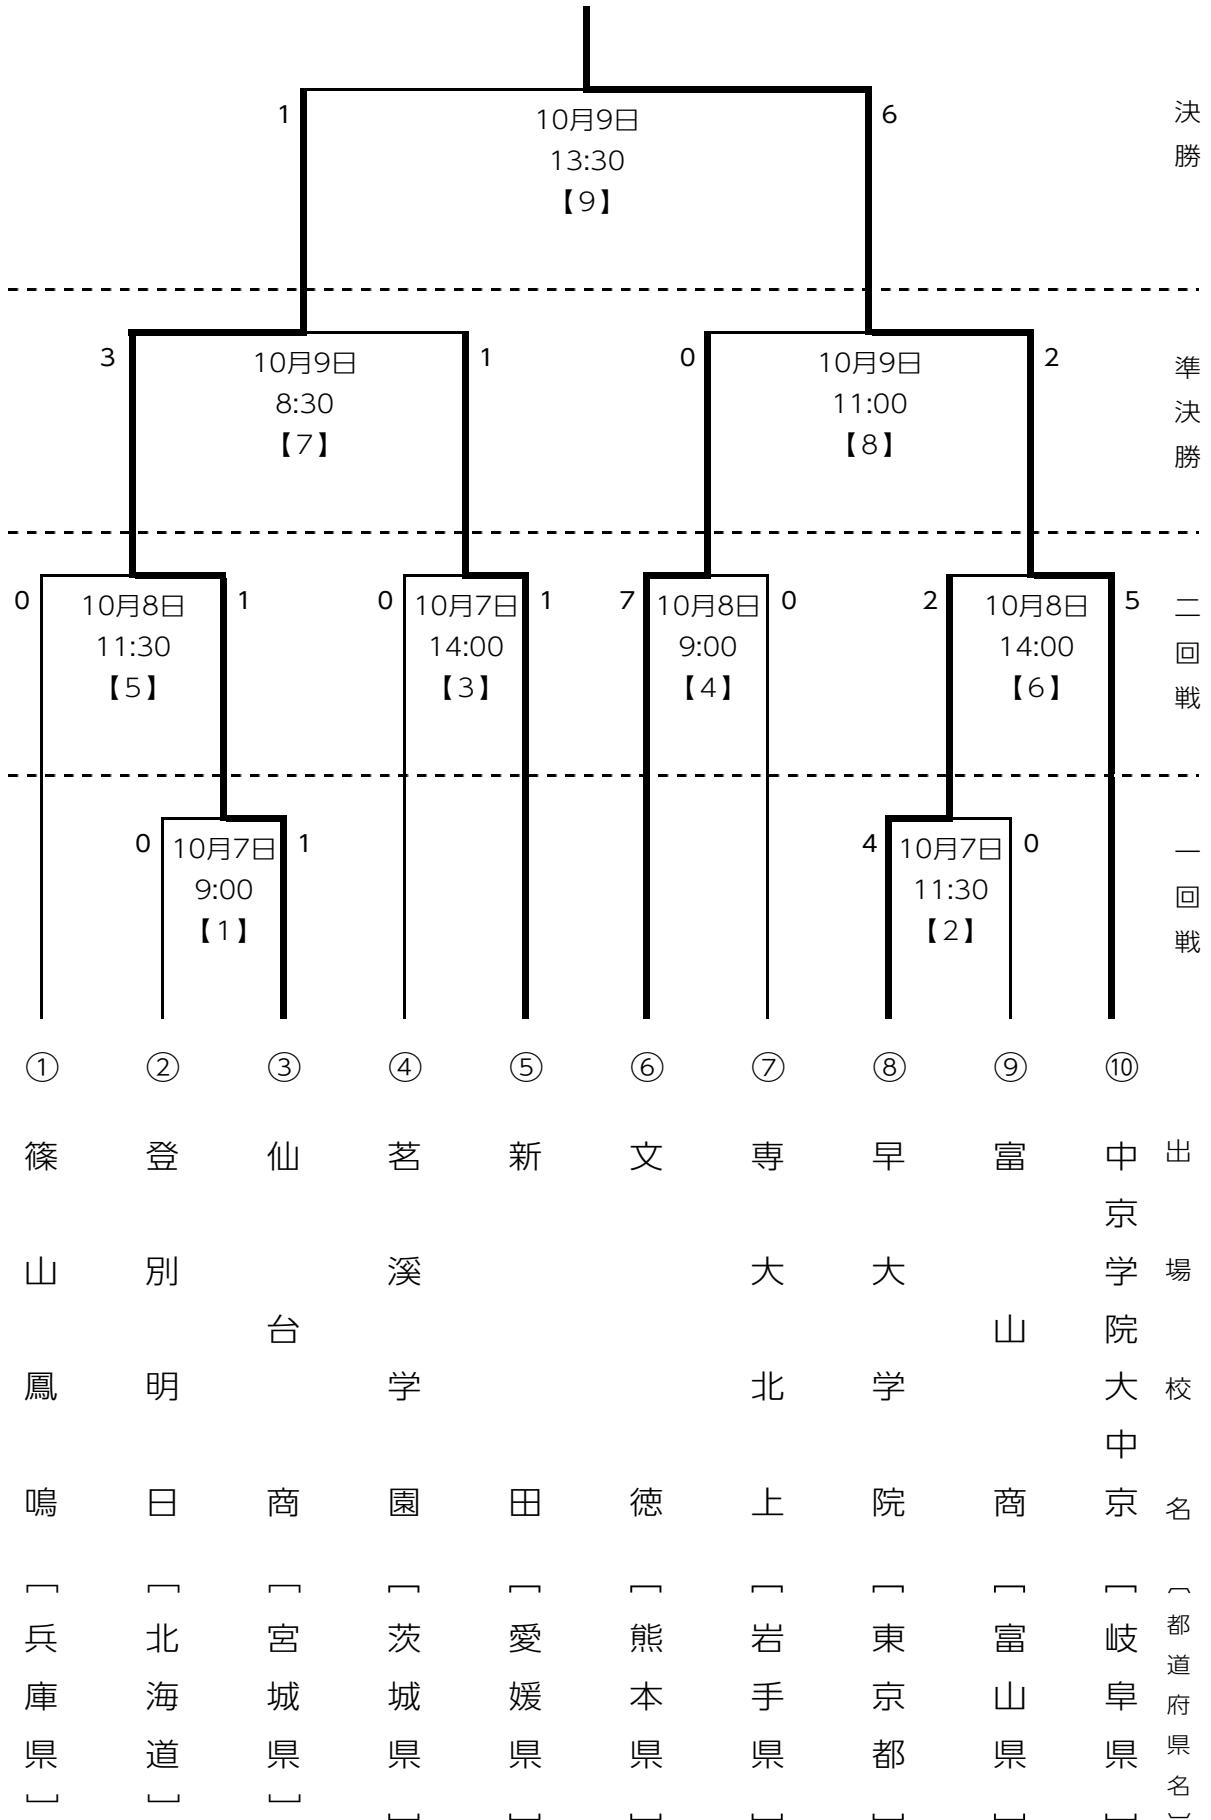 決勝
1
10月9日
13:30
【9】
6
準決勝
3
10月9日
8:30
【7】
1
0
10月9日
11:00
【8】
2
二回戦
0
10月8日
11:30
【5】
1
0
10月7日
14:00
【3】
1
7
10月8日
9:00
【4】
0
2
10月8日
14:00
【6】
5
一回戦
0
10月7日
9:00
【1】
1
4
10月7日
11:30
【2】
0
①
篠山鳳鳴[兵庫県]
②
登別明日[北海道]
③
仙台商[宮城県]
④
茗溪学園[茨城県]
⑤
新田[愛媛県]
⑥
文徳[熊本県]
⑦
専大北上[岩手県]
⑧
早大学院[東京都]
⑨
富山商[富山県]
⑩
中京学院大中京[岐阜県]
出場校名[都道府県名]